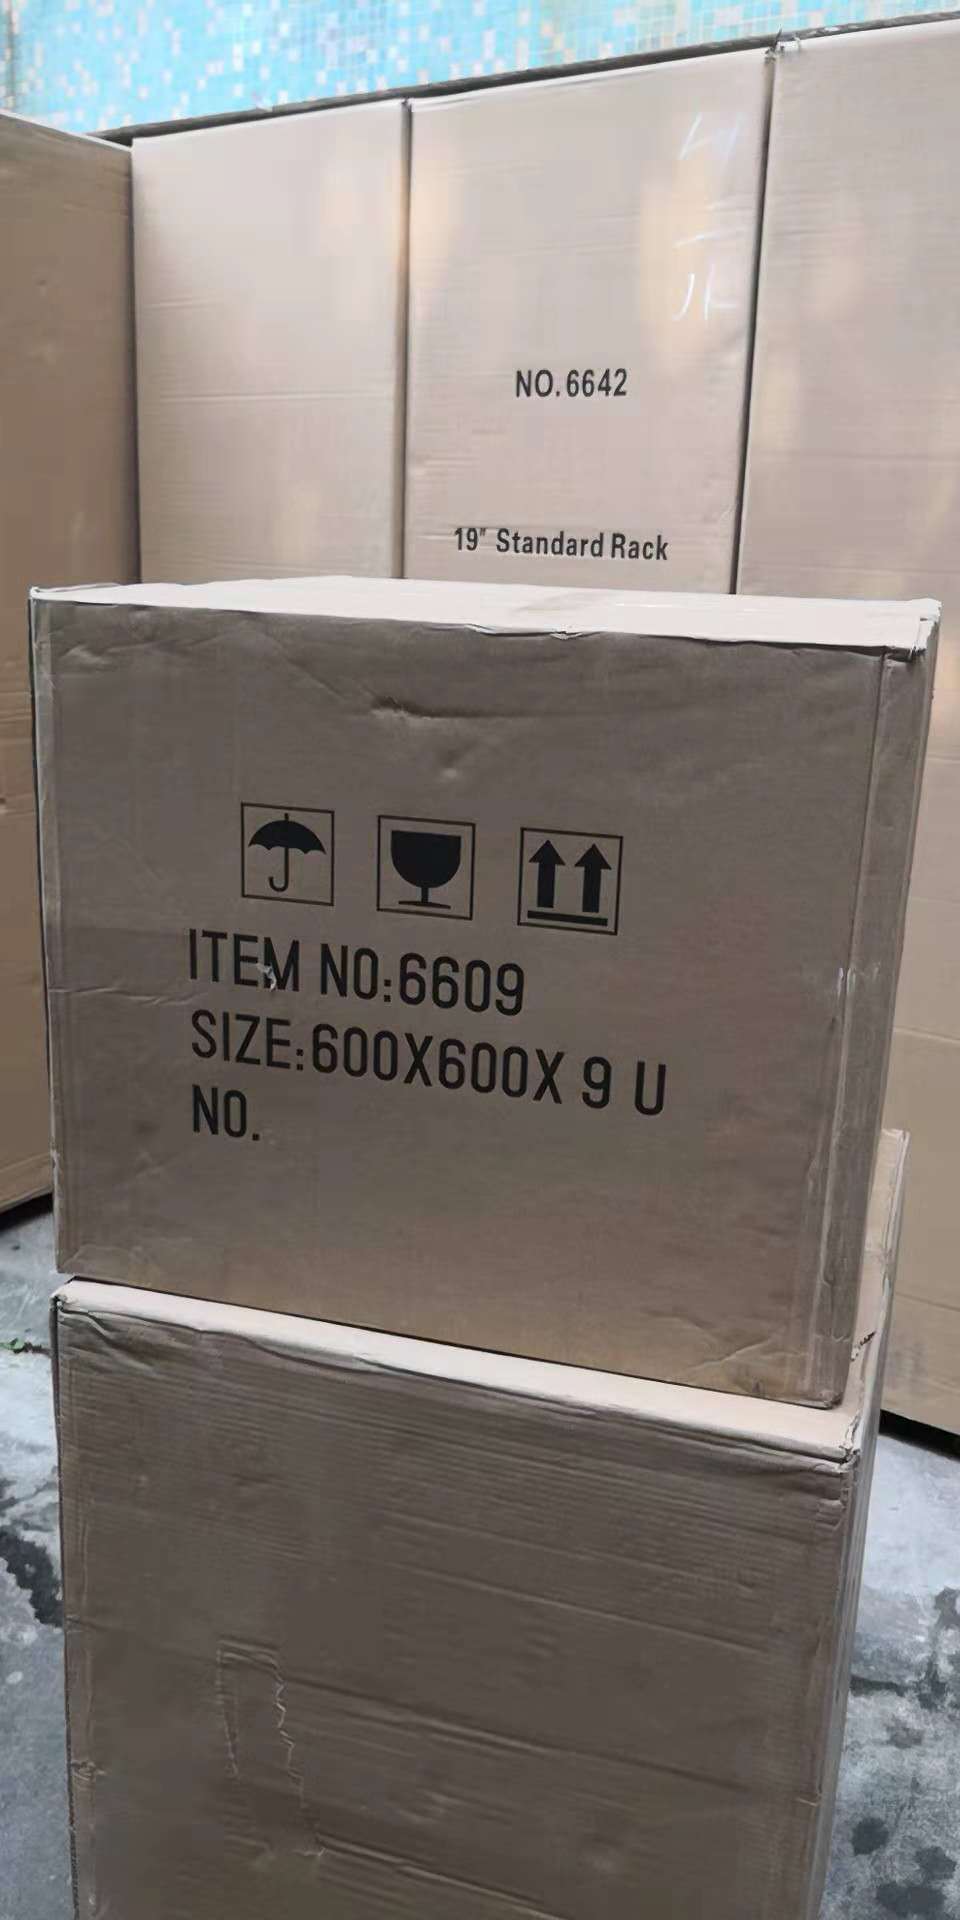 NO. 6642
19" Standard Rack
ITEM NO:6609
SIZE:600X600X 9 U
NO.